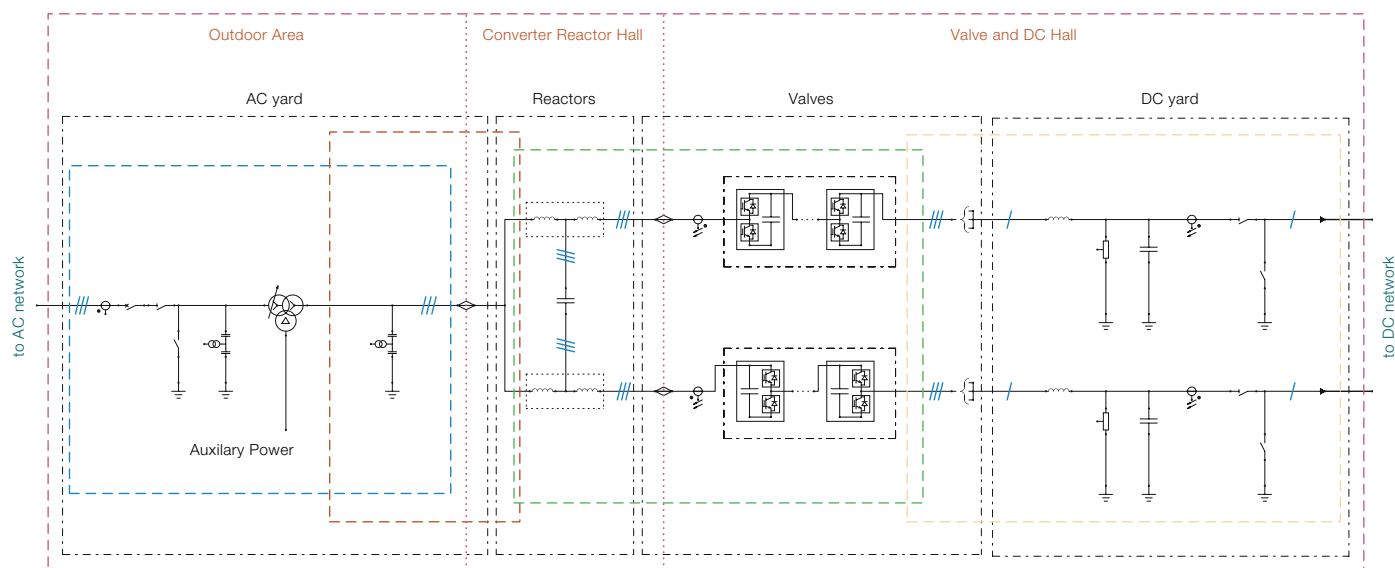 Outdoor Area
Converter Reactor Hall
Valve and DC Hall
AC yard
Reactors
Valves
DC yard
to AC network
to DC network
Auxilary Power